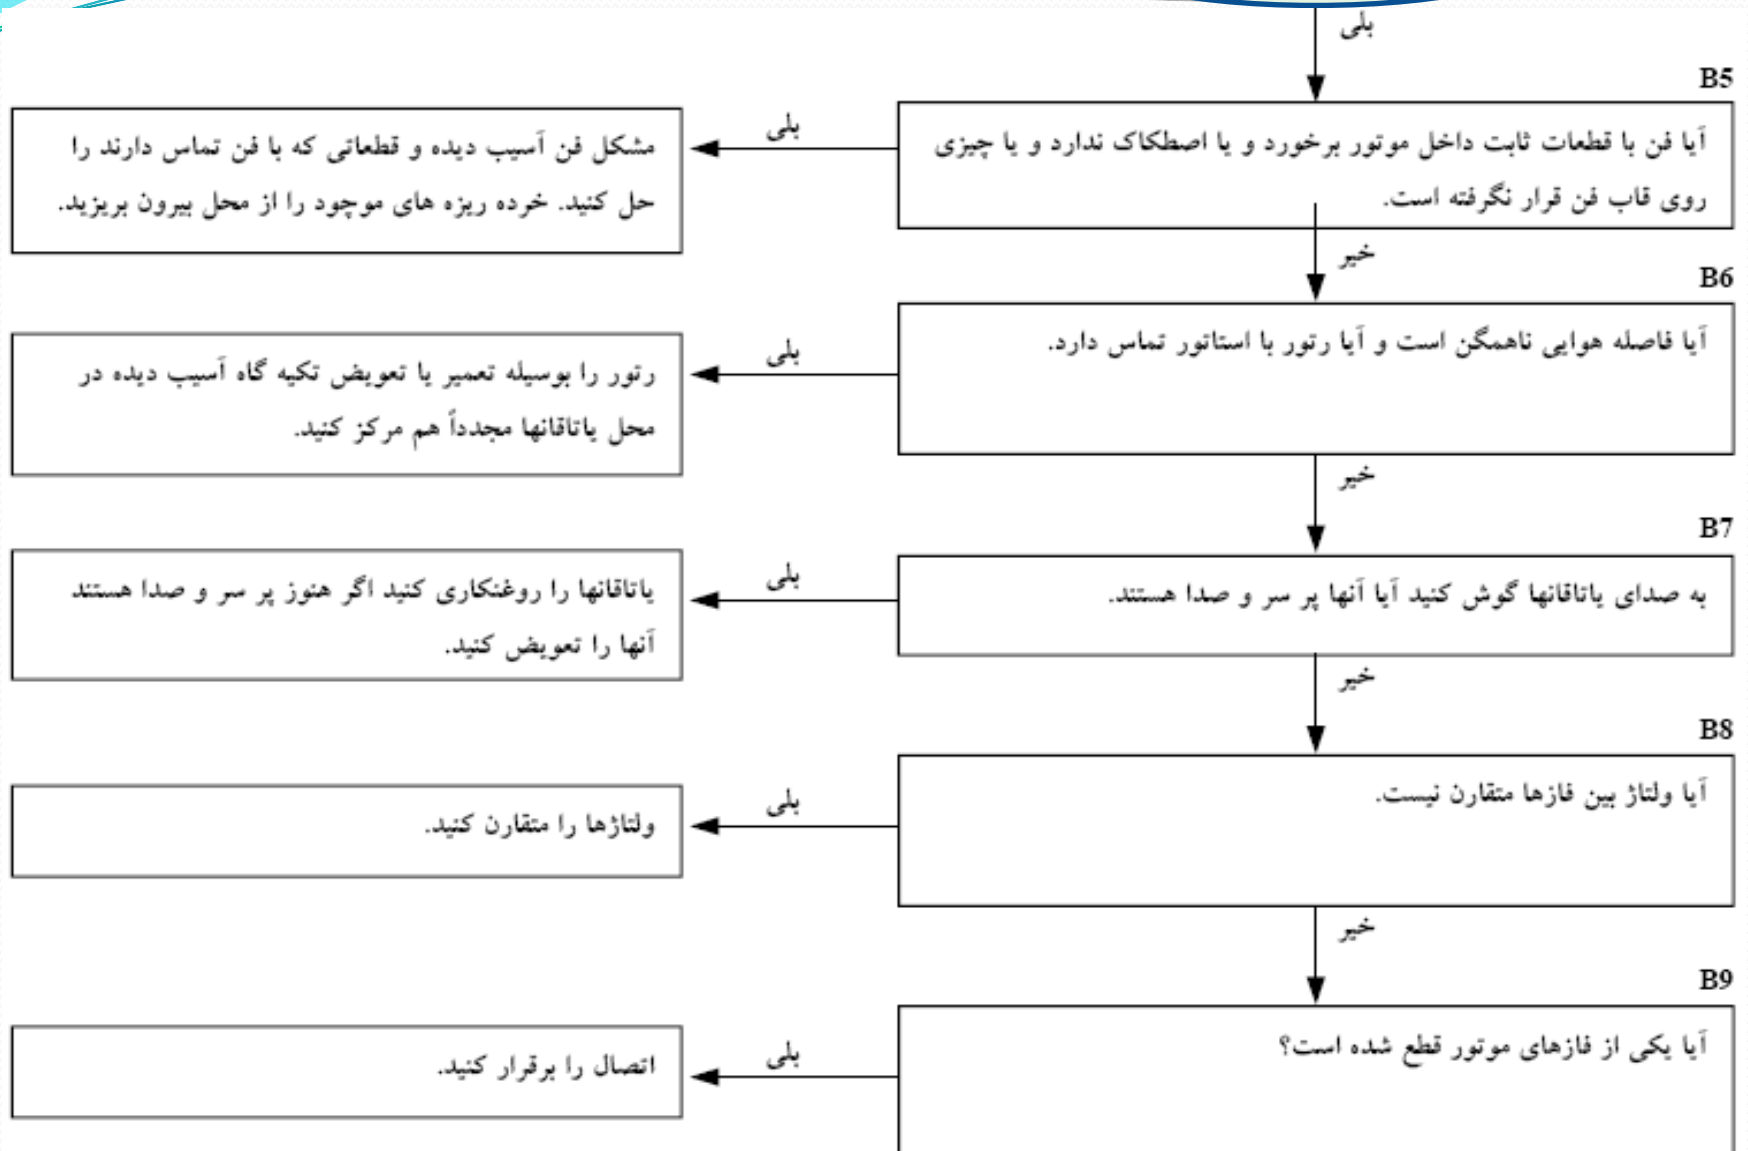 بلی
B5
آیا فن با قطعات ثابت داخل موتور برخورد و یا اصطکاک ندارد و یا چیزی
روی قاب فن قرار نگرفته است.
بلی
مشکل فن آسیب دیده و قطعاتی که با فن تماس دارند را
حل کنید. خرده ریزه های موجود را از محل بیرون بریزید.
خیر
B6
آیا فاصله هوایی ناهمگن است و آیا رتور با استاتور تماس دارد.
بلی
رتور را بوسیله تعمیر یا تعویض تکیه گاه آسیب دیده در
محل یاتاقانها مجدداً هم مرکز کنید.
خیر
B7
به صدای یاتاقانها گوش کنید آیا آنها پر سر و صدا هستند.
بلی
یاتاقانها را روغنکاری کنید اگر هنوز پر سر و صدا هستند
آنها را تعویض کنید.
خیر
B8
آیا ولتاژ بین فازها متقارن نیست.
بلی
ولتاژها را متقارن کنید.
خیر
B9
آیا یکی از فازهای موتور قطع شده است؟
بلی
اتصال را برقرار کنید.